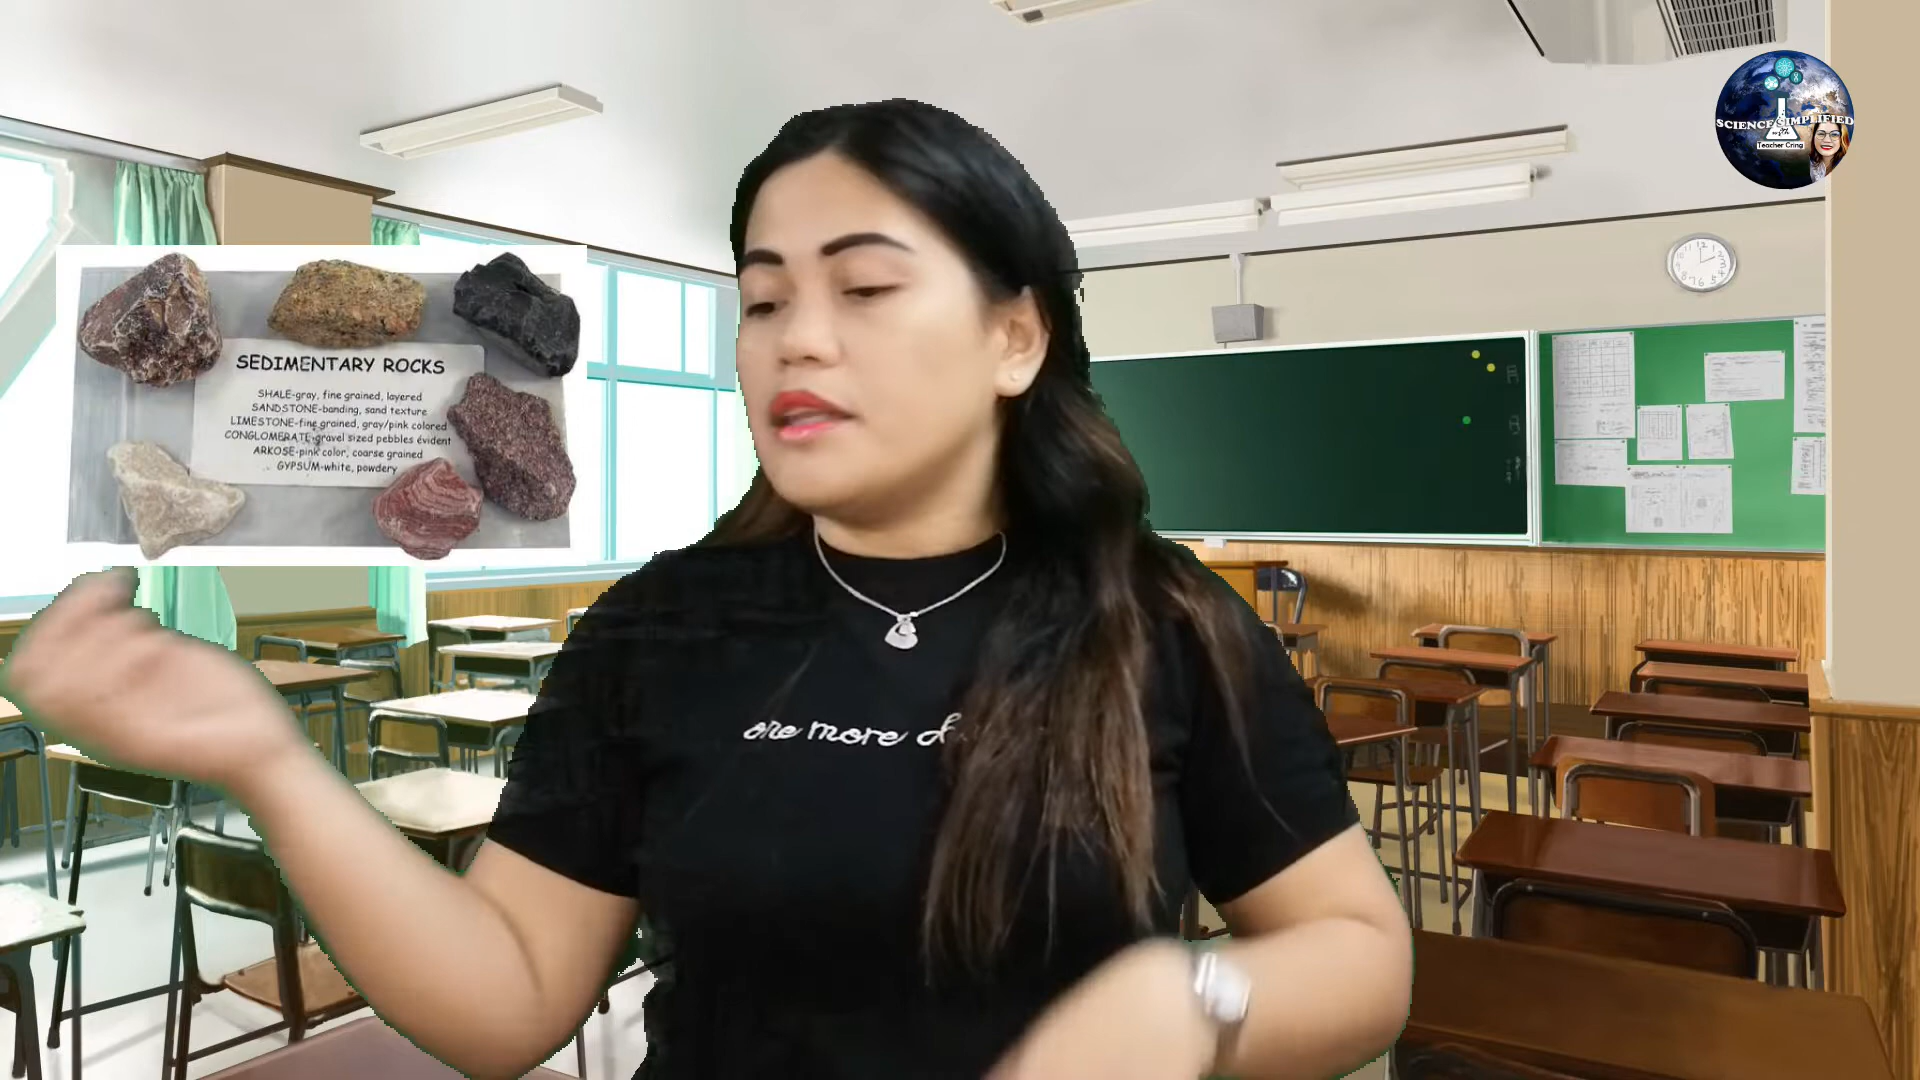 SCIENCE SIMPLIFIED
with
Teacher Cring
SEDIMENTARY ROCKS
SHALE-gray, fine grained, layered
SANDSTONE-banding, sand texture
LIMESTONE-fine grained, gray/pink colored
CONGLOMERATE-gravel sized pebbles evident
ARKOSE-pink color, coarse grained
GYPSUM-white, powdery
one more